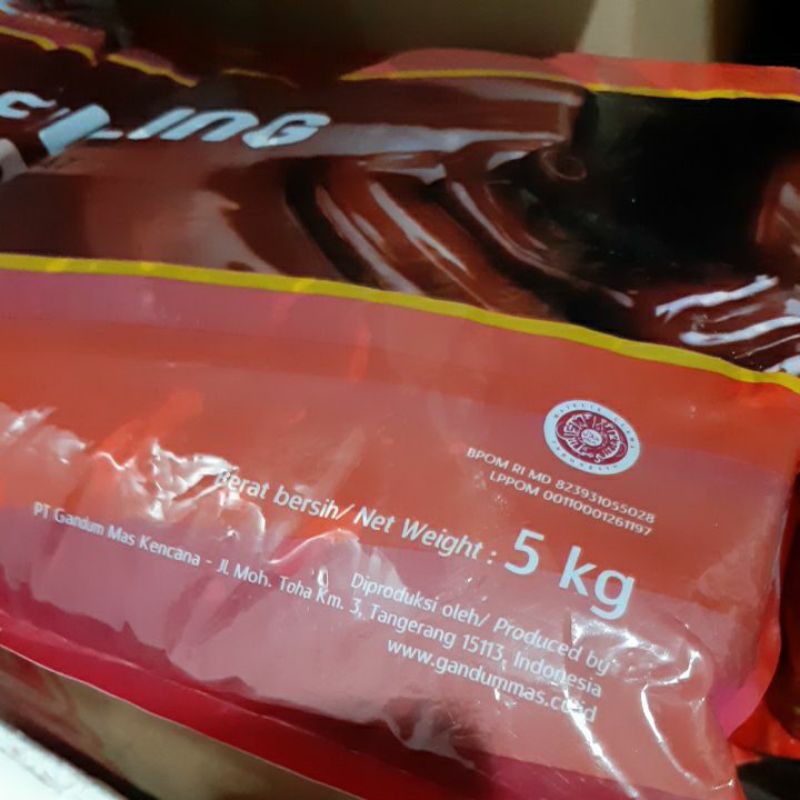 BPOM RI MD 823931055028
LPPOM 00110001261197
Berat bersih/ Net Weight : 5 kg
Diproduksi oleh/ Produced by
PT Gandum Mas Kencana - Jl. Moh. Toha Km. 3, Tangerang 15113, Indonesia
www.gandummas.co.id